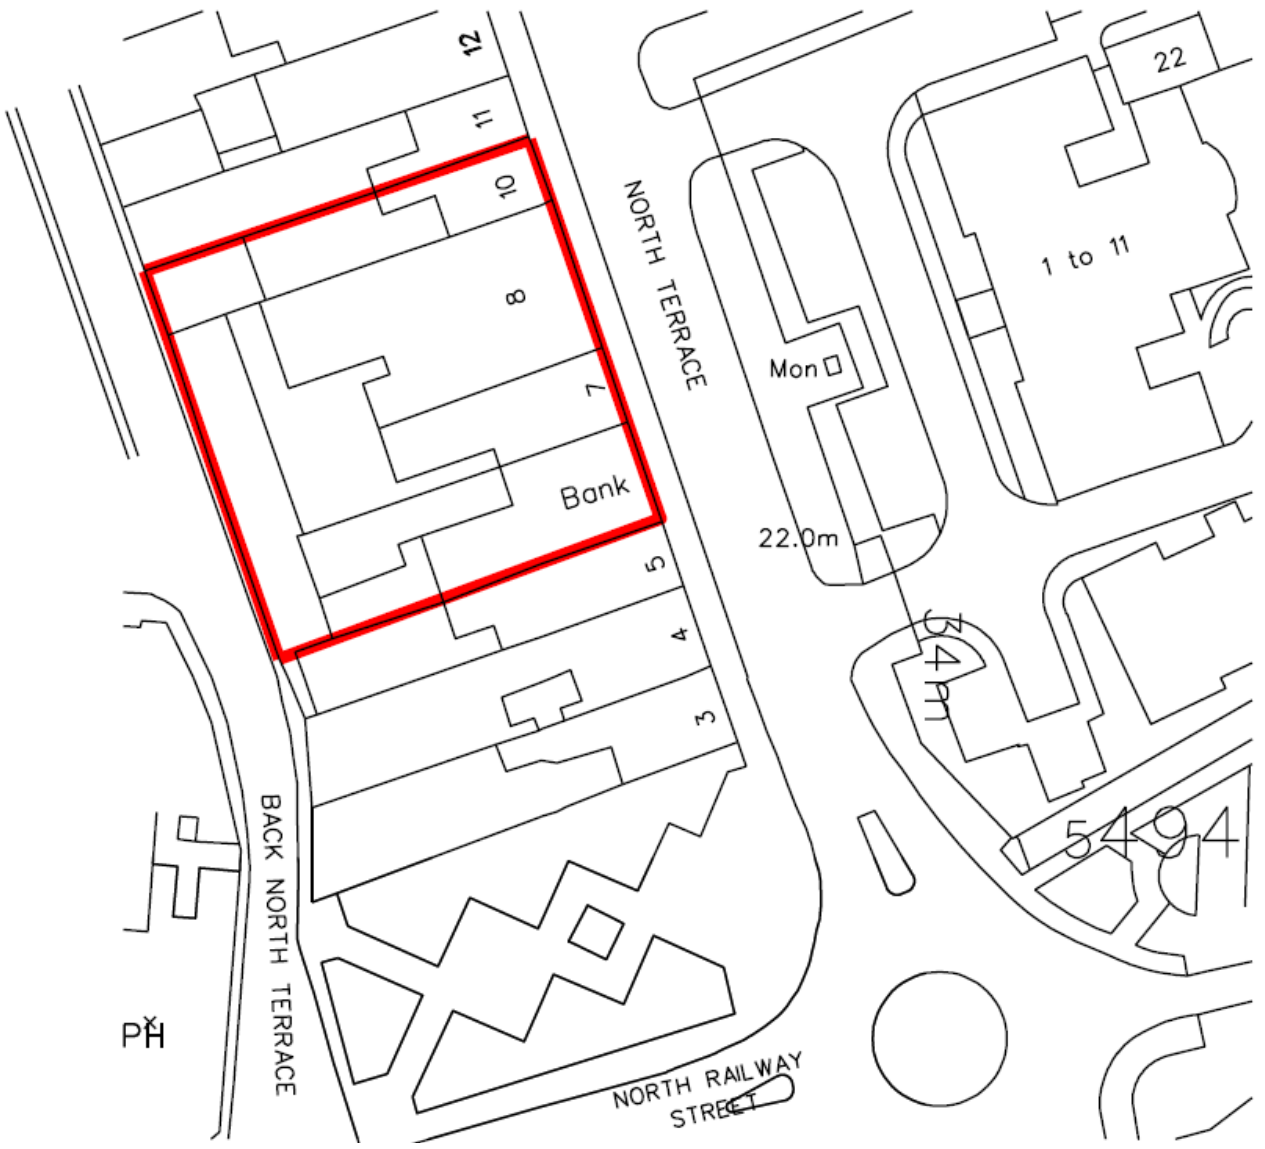 12
11
10
8
7
Bank
5
4
3
NORTH TERRACE
22
1 to 11
Mon
22.0m
34m
5494
BACK NORTH TERRACE
PH
NORTH RAILWAY
STREET